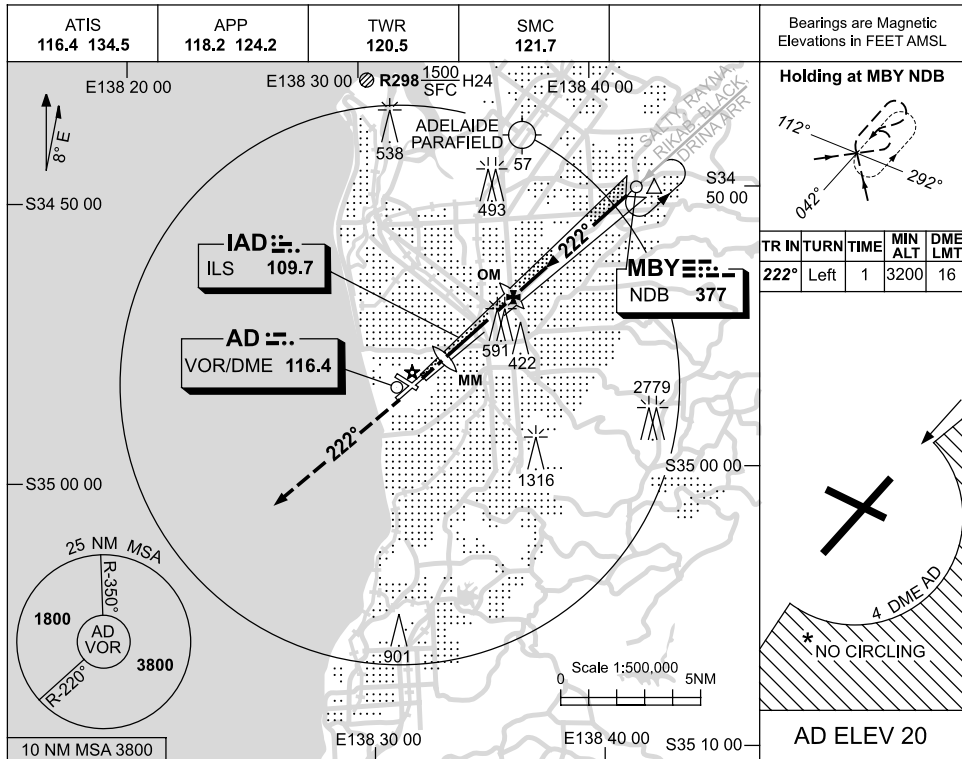 ATIS
116.4 134.5
APP
118.2 124.2
TWR
120.5
SMC
121.7
Bearings are Magnetic
Elevations in FEET AMSL
E138 20 00
E138 30 00
R298 1500 SFC H24
E138 40 00
8° E
538
ADELAIDE
PARAFIELD
57
493
SALTY, RAYNA,
RIKAB, BLACK,
DRINA ARR
S34
50 00
S34 50 00
IAD
ILS 109.7
OM
222°
MBY
NDB 377
AD
VOR/DME 116.4
591
422
MM
2779
222°
1316
S35 00 00
S35 00 00
25 NM MSA
R-350°
1800
AD
VOR
3800
R-220°
901
Scale 1:500,000
0 5NM
10 NM MSA 3800
E138 30 00
E138 40 00
S35 10 00
Holding at MBY NDB
112°
292°
042°
TR IN TURN TIME MIN ALT DME LMT
222° Left 1 3200 16
4 DME AD
* NO CIRCLING
AD ELEV 20